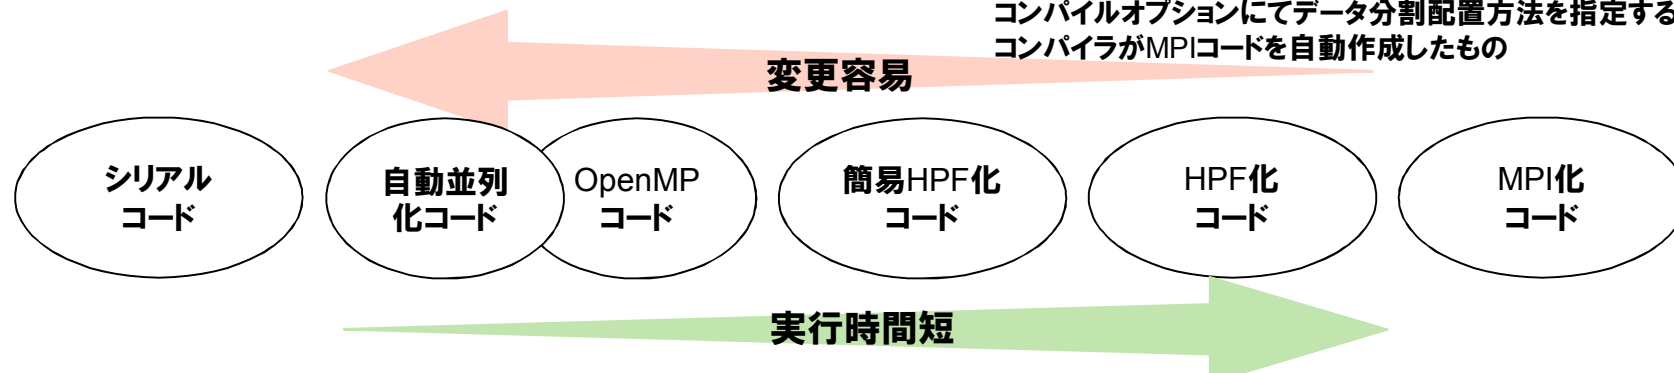 コンパイルオプションにてデータ分割配置方法を指定する
コンパイラがMPIコードを自動作成したもの
変更容易
シリアル
コード
自動並列
化コード
OpenMP
コード
簡易HPF化
コード
HPF化
コード
MPI化
コード
実行時間短